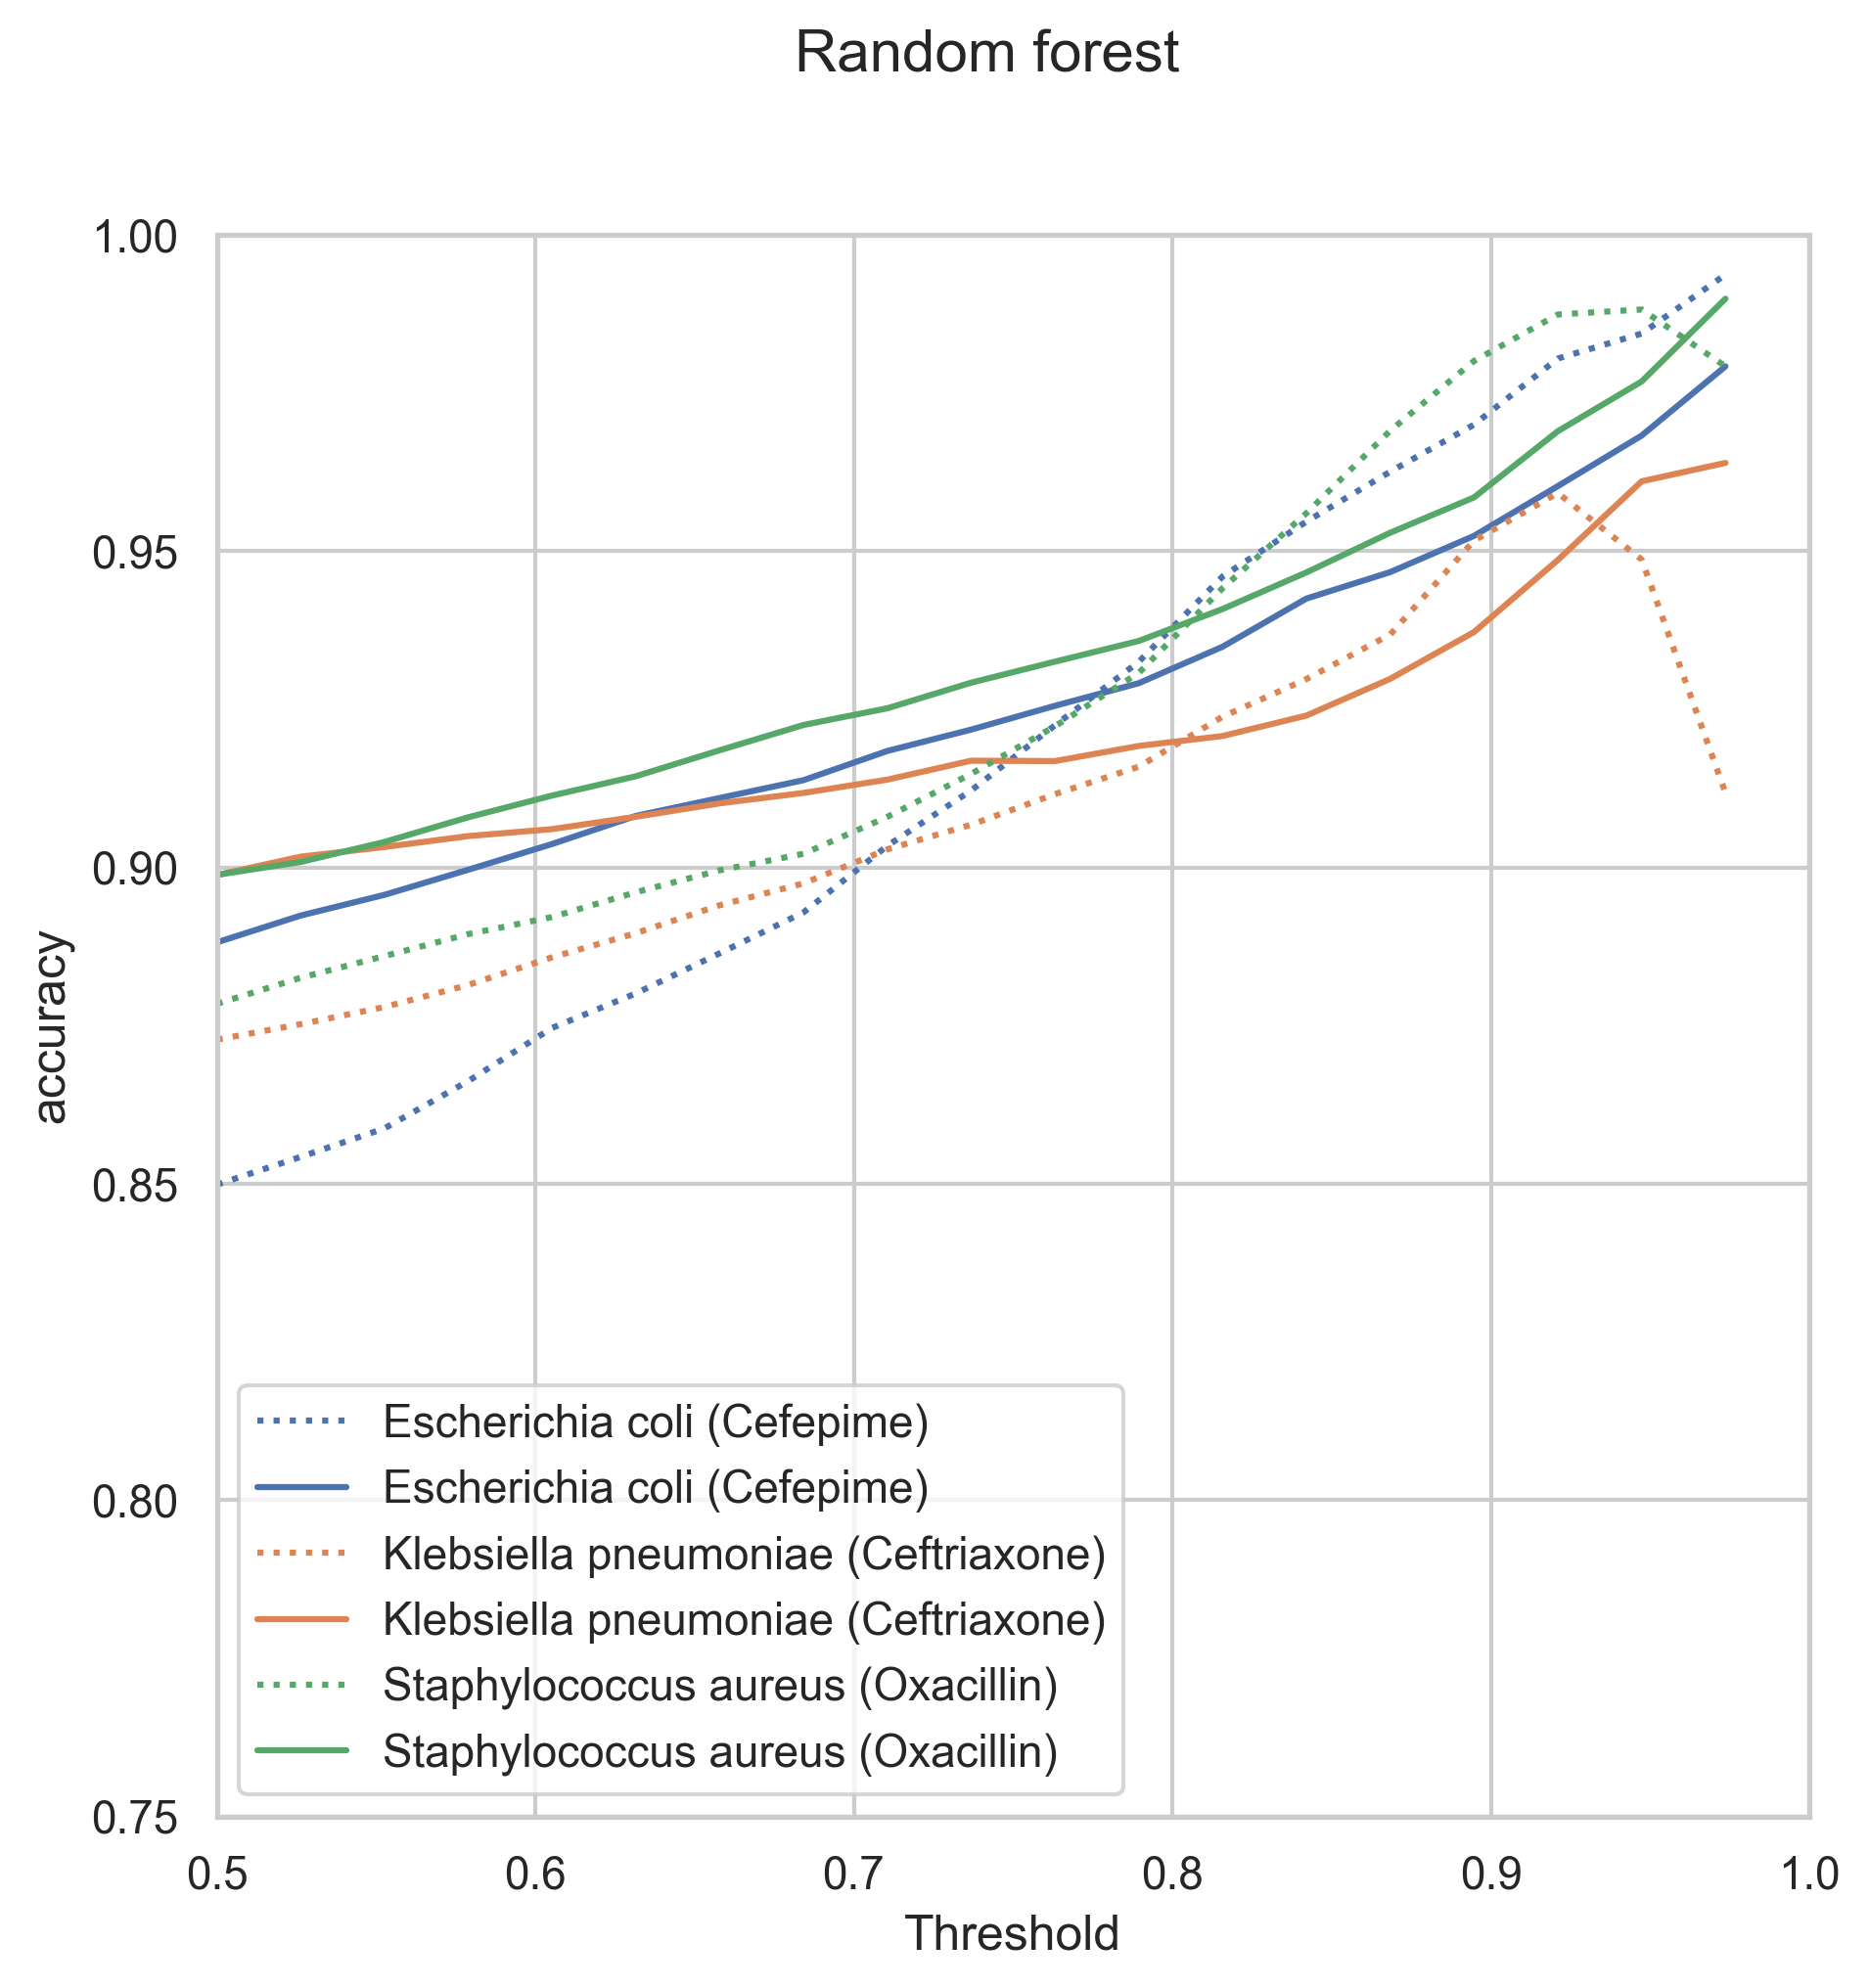 Random forest
1.00
0.95
0.90
0.85
0.80
0.75
accuracy
Escherichia coli (Cefepime)
Escherichia coli (Cefepime)
Klebsiella pneumoniae (Ceftriaxone)
Klebsiella pneumoniae (Ceftriaxone)
Staphylococcus aureus (Oxacillin)
Staphylococcus aureus (Oxacillin)
0.5 0.6 0.7 0.8 0.9 1.0
Threshold